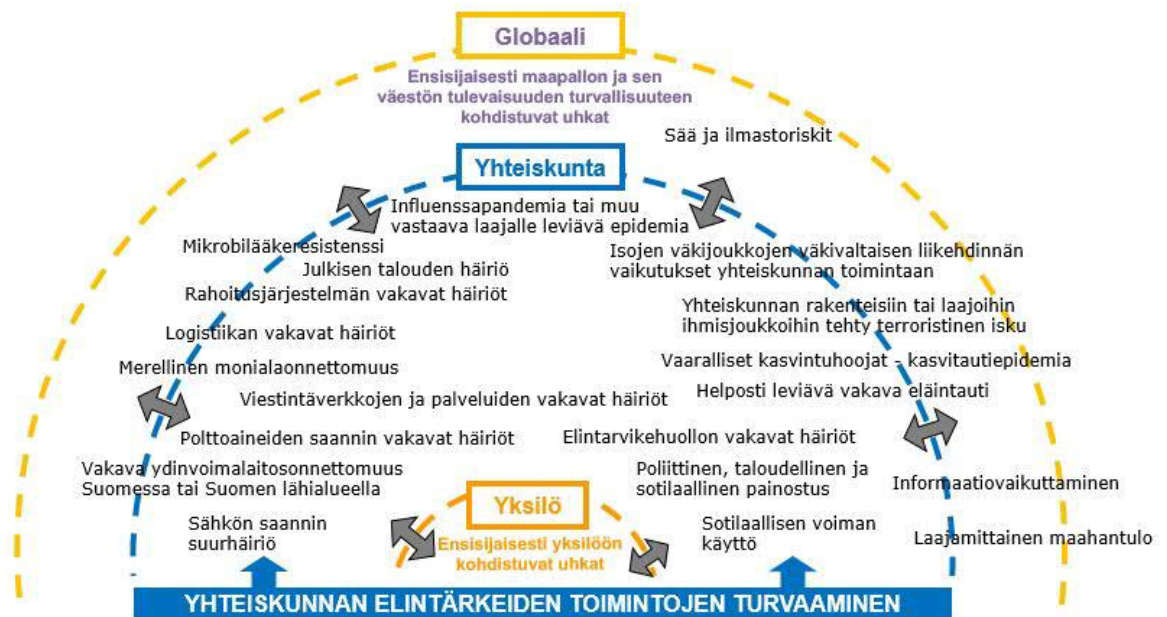 Globaali
Ensisijaisesti maapallon ja sen
väestön tulevaisuuden turvallisuuteen
kohdistuvat uhkat
Sää ja ilmastoriskit
Yhteiskunta
Influenssapandemia tai muu
vastaava laajalle leviävä epidemia
Mikrobilääkeresistenssi
Julkisen talouden häiriö
Rahoitusjärjestelmän vakavat häiriöt
Isojen väkijoukkojen väkivaltaisen liikehdinnän
vaikutukset yhteiskunnan toimintaan
Logistiikan vakavat häiriöt
Yhteiskunnan rakenteisiin tai laajoihin
ihmisjoukkoihin tehty terroristinen isku
Merellinen monialaonnettomuus
Vaaralliset kasvintuhoojat - kasvitautiepidemia
Viestintäverkkojen ja palveluiden vakavat häiriöt
Helposti leviävä vakava eläintauti
Polttoaineiden saannin vakavat häiriöt
Elintarvikehuollon vakavat häiriöt
Vakava ydinvoimalaitosonnettomuus
Suomessa tai Suomen lähialueella
Poliittinen, taloudellinen ja
sotilaallinen painostus
Informaatiovaikuttaminen
Yksilö
Ensisijaisesti yksilöön
kohdistuvat uhkat
Sähkön saannin
suurhäiriö
Sotilaallisen voiman
käyttö
Laajamittainen maahantulo
YHTEISKUNNAN ELINTÄRKEIDEN TOIMINTOJEN TURVAAMINEN